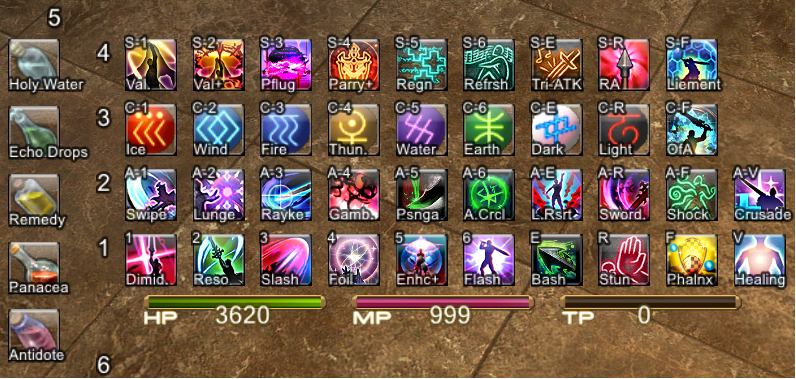 5
Holy Water
Echo Drops
Remedy
Panacea
Antidote
4
S-1 S-2 S-3 S-4 S-5 S-6 S-E S-R S-F
Val Val+ Pflug Parry+ Regn Refrsh Tri-ATK RA Liement
3
C-1 C-2 C-3 C-4 C-5 C-6 C-E C-R C-F
Ice Wind Fire Thun. Water Earth Dark Light OfA
2
A-1 A-2 A-3 A-4 A-5 A-6 A-E A-R A-F A-V
Swipe Lunge Rayke Gamb. Psnga A.Crcl L.Rsrt Sword. Shock Crusade
1
1 2 3 4 5 6 E R F V
Dimid. Reso Slash Foil Enhc+ Flash Bash Stun Phalnx Healing
HP 3620 MP 999 TP 0
6